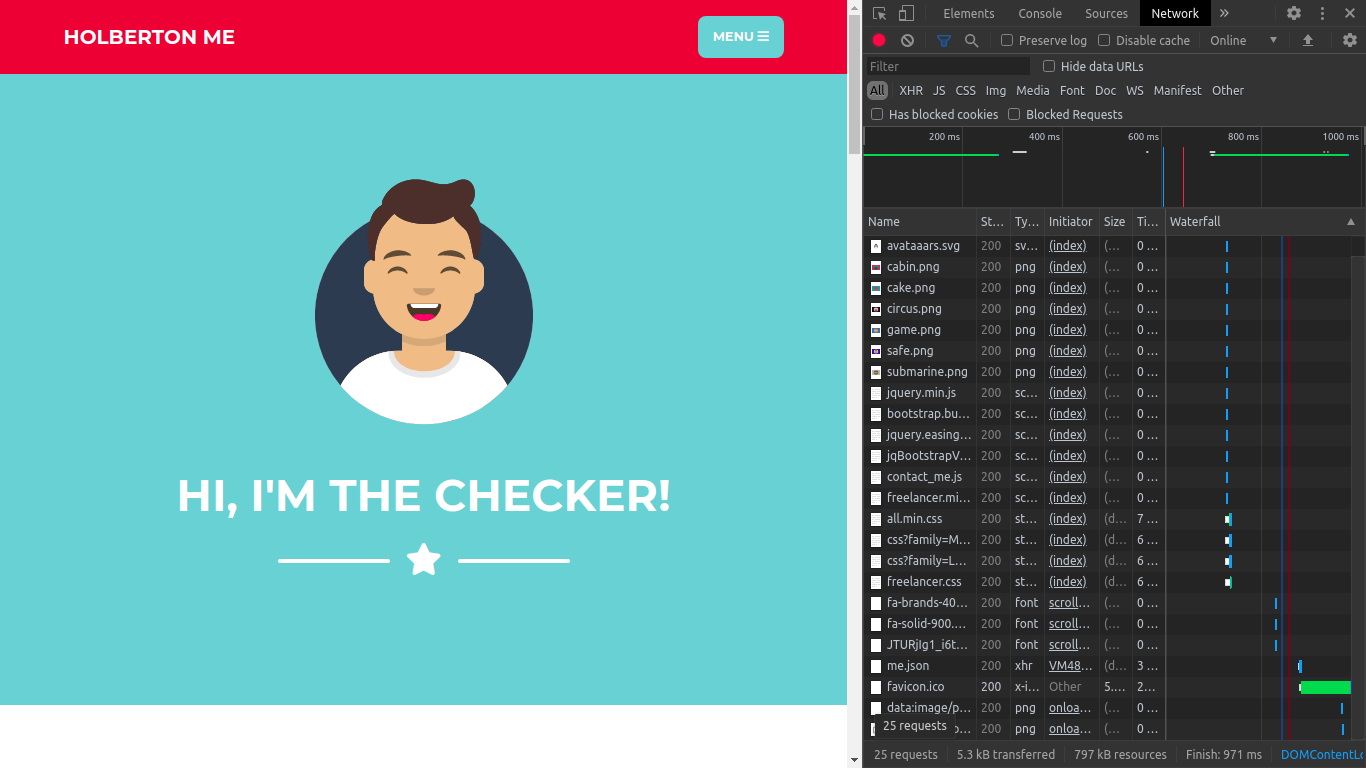 HOLBERTON ME
MENU
HI, I'M THE CHECKER!
Elements Console Sources Network
Preserve log Disable cache Online
Filter Hide data URLs
All XHR JS CSS Img Media Font Doc WS Manifest Other
Has blocked cookies Blocked Requests
200 ms 400 ms 600 ms 800 ms 1000 ms
Name St... Ty... Initiator Size Ti... Waterfall
avataaars.svg 200 sv... (index) (... 0 ...
cabin.png 200 png (index) (... 0 ...
cake.png 200 png (index) (... 0 ...
circus.png 200 png (index) (... 0 ...
game.png 200 png (index) (... 0 ...
safe.png 200 png (index) (... 0 ...
submarine.png 200 png (index) (... 0 ...
jquery.min.js 200 sc... (index) (... 0 ...
bootstrap.bu... 200 sc... (index) (... 0 ...
jquery.easing... 200 sc... (index) (... 0 ...
jqBootstrapV... 200 sc... (index) (... 0 ...
contact_me.js 200 sc... (index) (... 0 ...
freelancer.mi... 200 sc... (index) (... 0 ...
all.min.css 200 st... (index) (d... 7 ...
css?family=M... 200 st... (index) (d... 6 ...
css?family=L... 200 st... (index) (d... 6 ...
freelancer.css 200 st... (index) (d... 6 ...
fa-brands-40... 200 font scroll... (... 0 ...
fa-solid-900.... 200 font scroll... (... 0 ...
JTURjIg1_i6t... 200 font scroll... (... 0 ...
me.json 200 xhr VM48... (d... 3 ...
favicon.ico 200 x-i... Other 5.... 2...
data:image/p... 200 png onloa... (... 0 ...
25 requests 200 png onloa... (... 0 ...
25 requests 5.3 kB transferred 797 kB resources Finish: 971 ms DOMContentLo